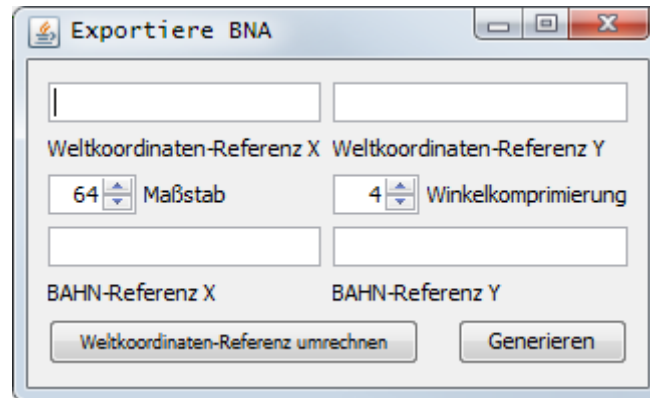 Exportiere BNA
Weltkoordinaten-Referenz X Weltkoordinaten-Referenz Y
64 Maßstab 4 Winkelkomprimierung
BAHN-Referenz X BAHN-Referenz Y
Weltkoordinaten-Referenz umrechnen Generieren